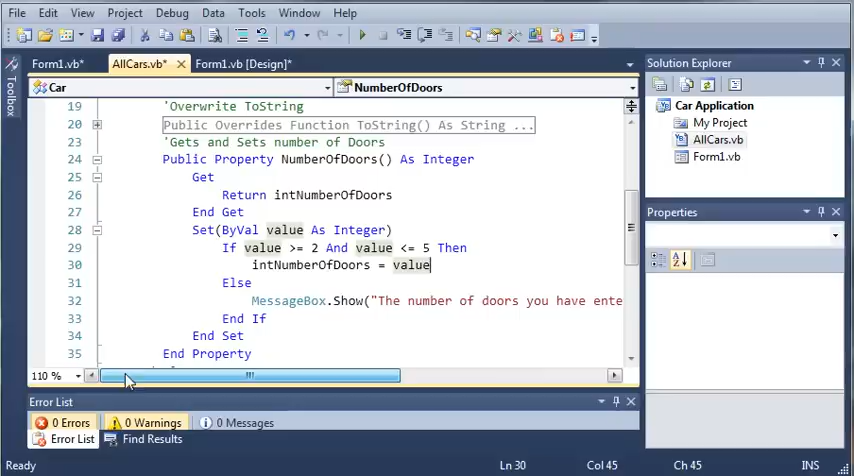 File Edit View Project Debug Data Tools Window Help
Form1.vb* AllCars.vb* Form1.vb [Design]*
Toolbox
Car NumberOfDoors
19 'Overwrite ToString
20 Public Overrides Function ToString() As String ...
23 'Gets and Sets number of Doors
24 Public Property NumberOfDoors() As Integer
25 Get
26 Return intNumberOfDoors
27 End Get
28 Set(ByVal value As Integer)
29 If value >= 2 And value <= 5 Then
30 intNumberOfDoors = value
31 Else
32 MessageBox.Show("The number of doors you have ente
33 End If
34 End Set
35 End Property
110 %
Solution Explorer
Car Application
My Project
AllCars.vb
Form1.vb
Properties
Error List
0 Errors 0 Warnings 0 Messages
Error List Find Results
Ready Ln 30 Col 45 Ch 45 INS